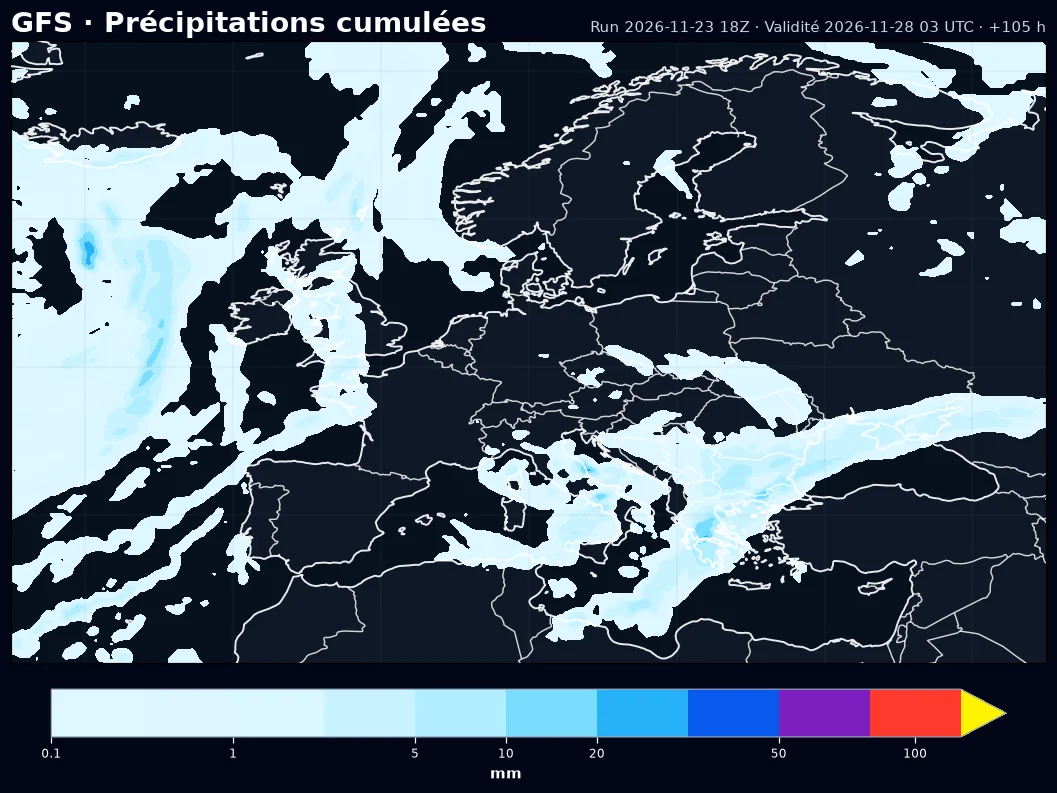 GFS · Précipitations cumulées
Run 2026-11-23 18Z · Validité 2026-11-28 03 UTC · +105 h
0.1 1 5 10 20 50 100
mm